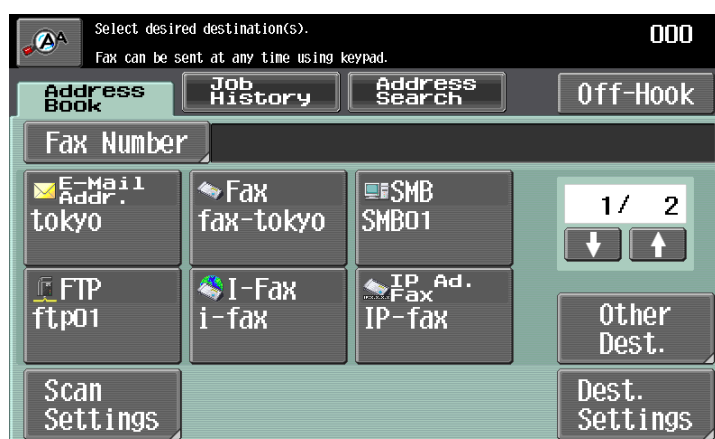 Select desired destination(s).
000
Fax can be sent at any time using keypad.
Address
Book
Job
History
Address
Search
Off-Hook
Fax Number
E-Mail
Addr.
tokyo
Fax
fax-tokyo
SMB
SMB01
1/ 2
FTP
ftp01
I-Fax
i-fax
IP Ad.
Fax
IP-fax
Other
Dest.
Scan
Settings
Dest.
Settings